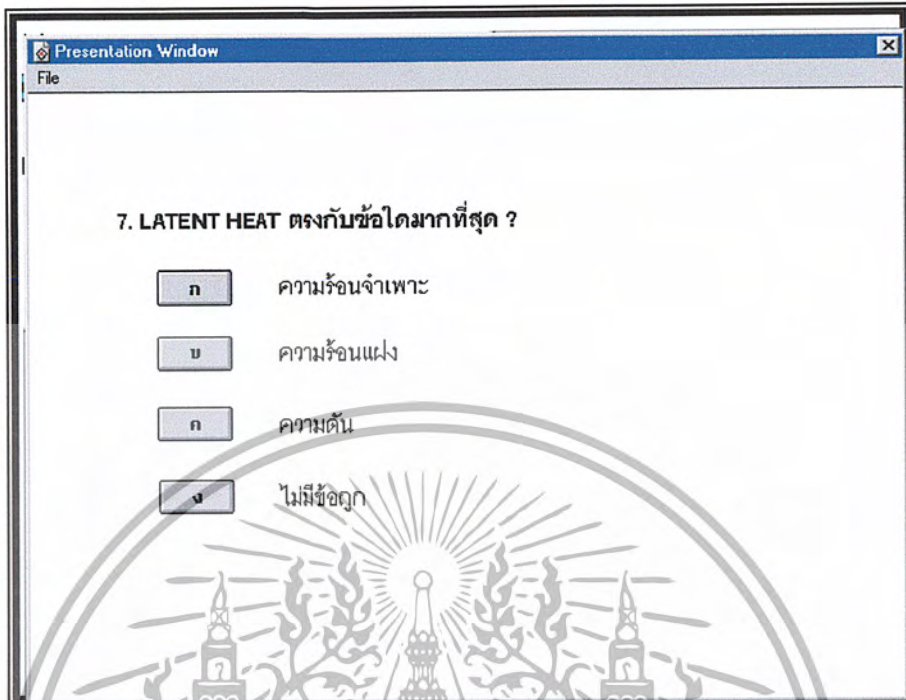 Presentation Window
File
7. LATENT HEAT ตรงกับข้อใดมากที่สุด ?
ก ความร้อนจำเพาะ
ข ความร้อนแฝง
ค ความดัน
ง ไม่มีข้อถูก